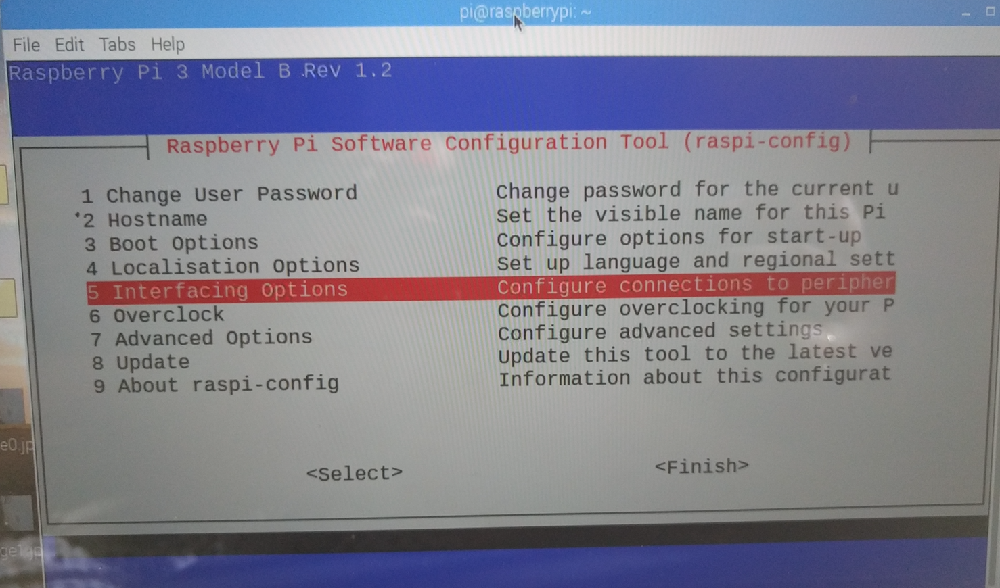 pi@raspberrypi: ~
File Edit Tabs Help
Raspberry Pi 3 Model B Rev 1.2
Raspberry Pi Software Configuration Tool (raspi-config)
1 Change User Password Change password for the current u
2 Hostname Set the visible name for this Pi
3 Boot Options Configure options for start-up
4 Localisation Options Set up language and regional sett
5 Interfacing Options Configure connections to peripher
6 Overclock Configure overclocking for your P
7 Advanced Options Configure advanced settings
8 Update Update this tool to the latest ve
9 About raspi-config Information about this configurat
e0.jp
<Select> <Finish>
ge1.jp